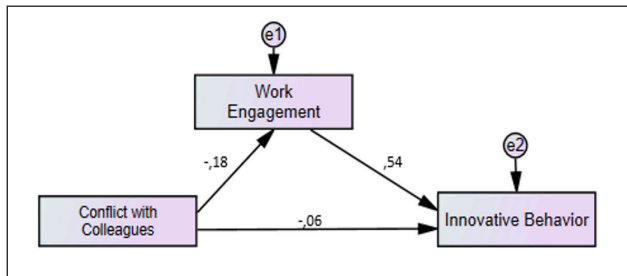 e1
Work
Engagement
-,18
,54
e2
Conflict with
Colleagues
-,06
Innovative Behavior